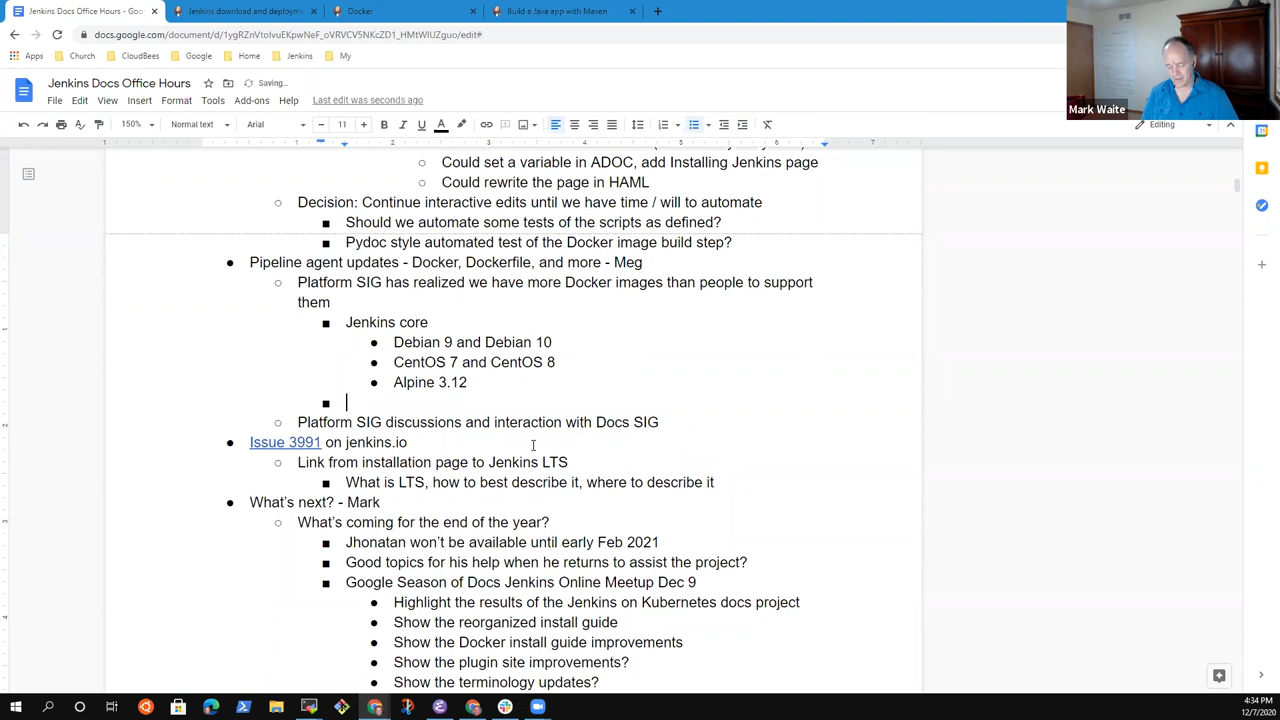 Jenkins Docs Office Hours - Goo
Jenkins download and deployme
Docker
Build a Java app with Maven
docs.google.com/document/d/1ygRZnVtoIvuEKpwNeF_oVRVCV5NKcZD1_HMtWIUZguo/edit#
Apps
Church
CloudBees
Google
Home
Jenkins
My
Jenkins Docs Office Hours
Saving...
File Edit View Insert Format Tools Add-ons Help Last edit was seconds ago
150% Normal text Arial 11 B I U A
Editing
Mark Waite
1 1 2 3 4 5 6 7
Could set a variable in ADOC, add Installing Jenkins page
Could rewrite the page in HAML
Decision: Continue interactive edits until we have time / will to automate
Should we automate some tests of the scripts as defined?
Pydoc style automated test of the Docker image build step?
Pipeline agent updates - Docker, Dockerfile, and more - Meg
Platform SIG has realized we have more Docker images than people to support
them
Jenkins core
Debian 9 and Debian 10
CentOS 7 and CentOS 8
Alpine 3.12
Platform SIG discussions and interaction with Docs SIG
Issue 3991 on jenkins.io
Link from installation page to Jenkins LTS
What is LTS, how to best describe it, where to describe it
What's next? - Mark
What's coming for the end of the year?
Jhonatan won't be available until early Feb 2021
Good topics for his help when he returns to assist the project?
Google Season of Docs Jenkins Online Meetup Dec 9
Highlight the results of the Jenkins on Kubernetes docs project
Show the reorganized install guide
Show the Docker install guide improvements
Show the plugin site improvements?
Show the terminology updates?
4:34 PM
12/7/2020